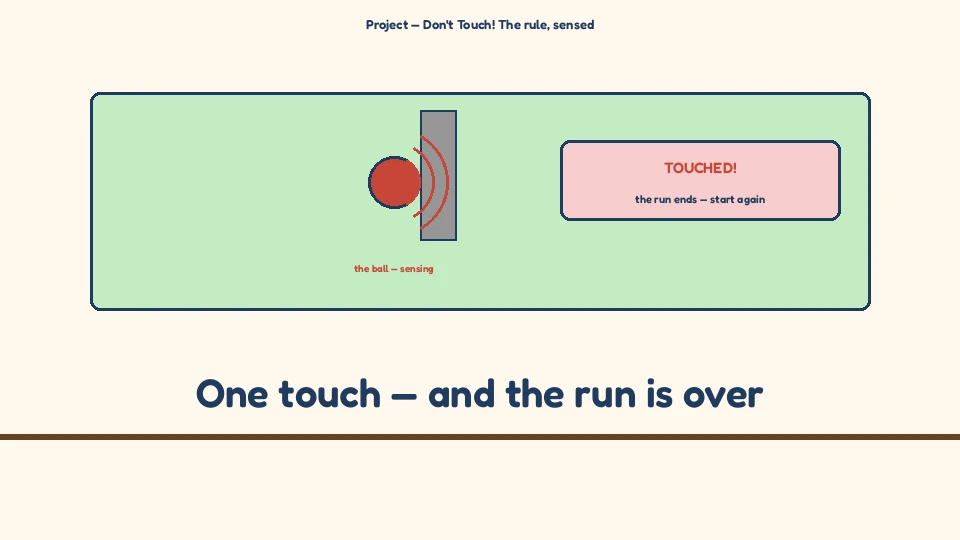 Project — Don't Touch! The rule, sensed
TOUCHED!
the run ends — start again
the ball — sensing
One touch — and the run is over